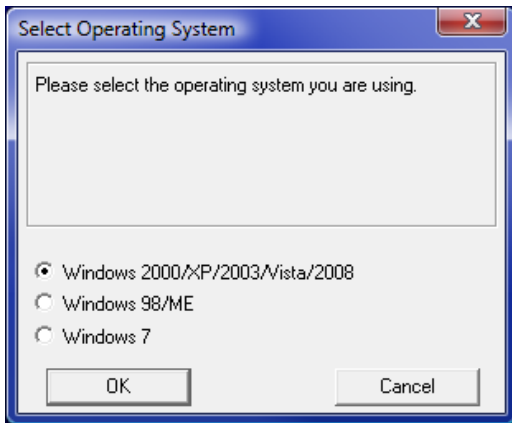 Select Operating System
Please select the operating system you are using.
Windows 2000/XP/2003/Vista/2008
Windows 98/ME
Windows 7
OK
Cancel